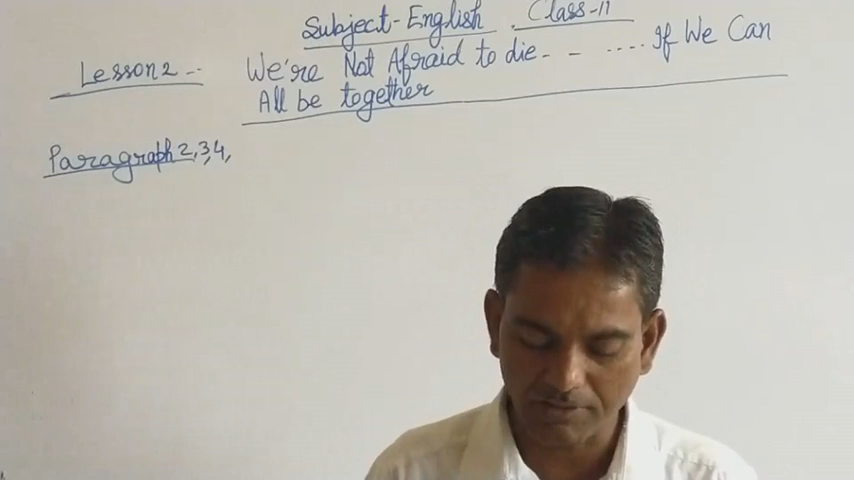 Subject-English. Class-11
Lesson 2 -- We're Not Afraid to die- - .... If We Can
All be together
Paragraph 2,3,4,